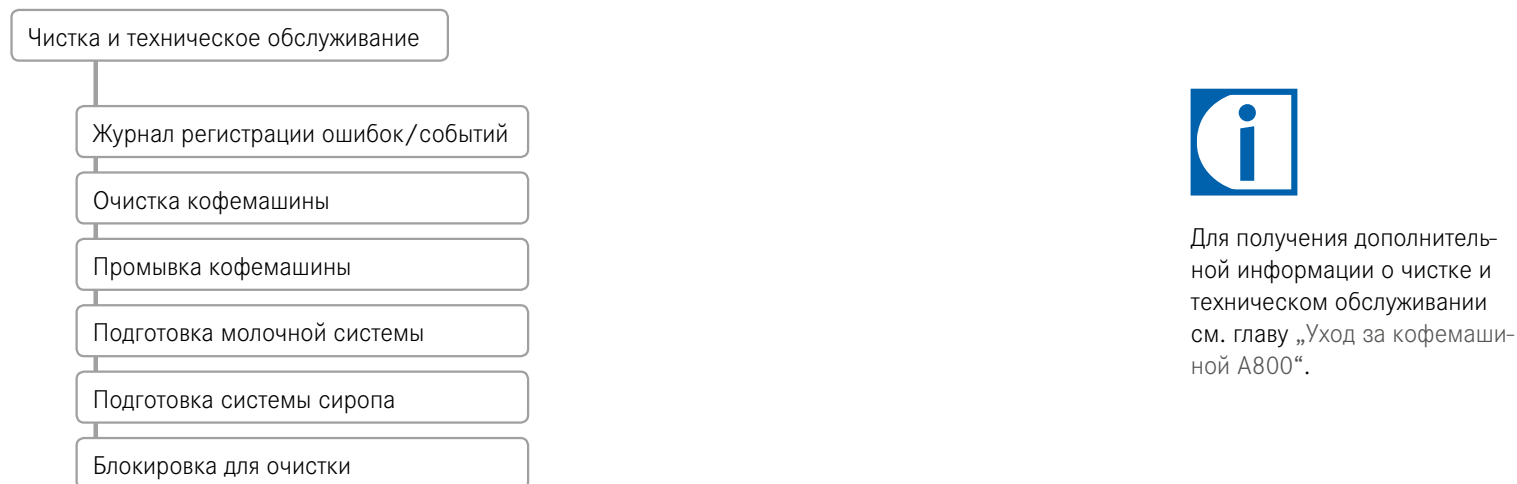 Чистка и техническое обслуживание
Журнал регистрации ошибок/событий
Очистка кофемашины
Промывка кофемашины
Подготовка молочной системы
Подготовка системы сиропа
Блокировка для очистки
Для получения дополнитель-
ной информации о чистке и
техническом обслуживании
см. главу „Уход за кофемаши-
ной A800“.